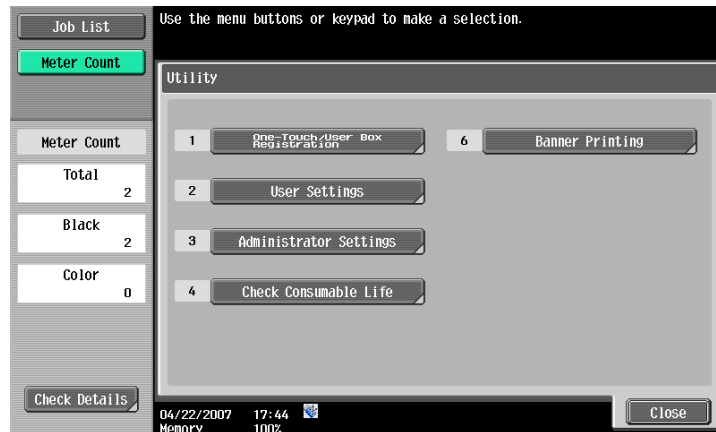 Job List
Use the menu buttons or keypad to make a selection.
Meter Count
Utility
Meter Count
Total
2
Black
2
Color
0
Check Details
1 One-Touch/User Box
Registration
2 User Settings
3 Administrator Settings
4 Check Consumable Life
6 Banner Printing
04/22/2007 17:44
Memory 100%
Close